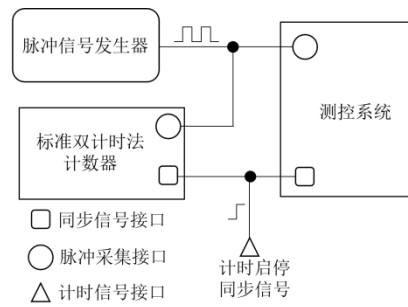 脉冲信号发生器
测控系统
标准双计时法
计数器
同步信号接口
脉冲采集接口
计时信号接口
计时启停
同步信号